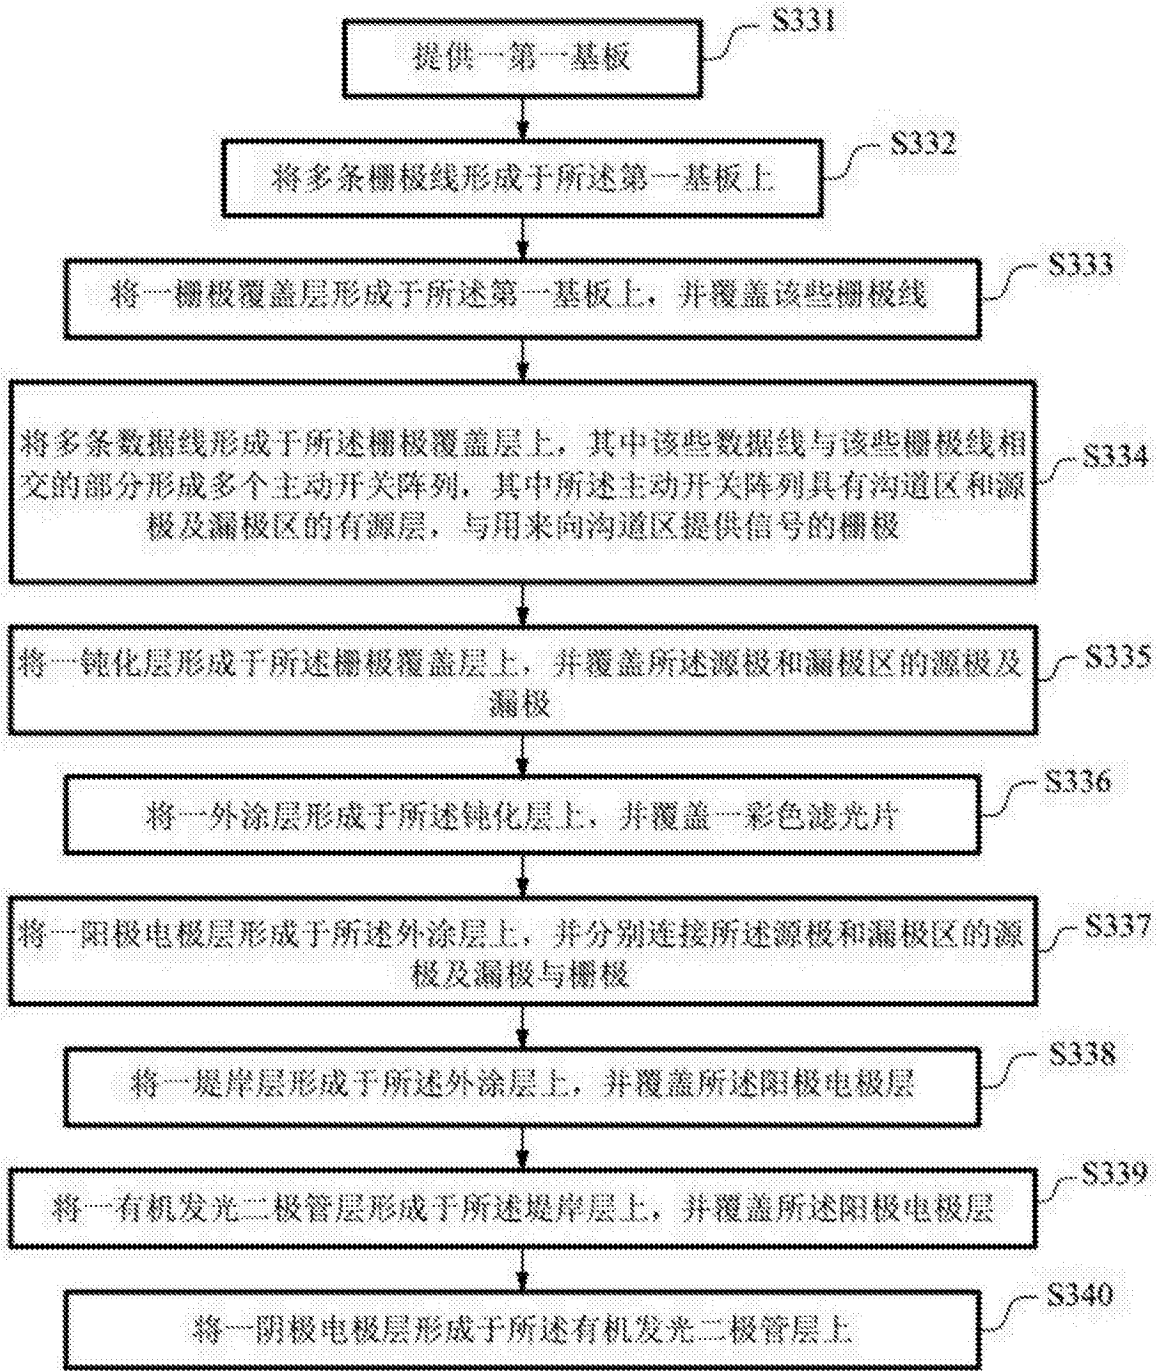 S331
提供一第一基板
S332
将多条栅极线形成于所述第一基板上
S333
将一栅极覆盖层形成于所述第一基板上，并覆盖该些栅极线
S334
将多条数据线形成于所述栅极覆盖层上，其中该些数据线与该些栅极线相
交的部分形成多个主动开关阵列，其中所述主动开关阵列具有沟道区和源
极及漏极区的有源层，与用来向沟道区提供信号的栅极
S335
将一钝化层形成于所述栅极覆盖层上，并覆盖所述源极和漏极区的源极及
漏极
S336
将一外涂层形成于所述钝化层上，并覆盖一彩色滤光片
S337
将一阳极电极层形成于所述外涂层上，并分别连接所述源极和漏极区的源
极及漏极与栅极
S338
将一堤岸层形成于所述外涂层上，并覆盖所述阳极电极层
S339
将一有机发光二极管层形成于所述堤岸层上，并覆盖所述阳极电极层
S340
将一阴极电极层形成于所述有机发光二极管层上